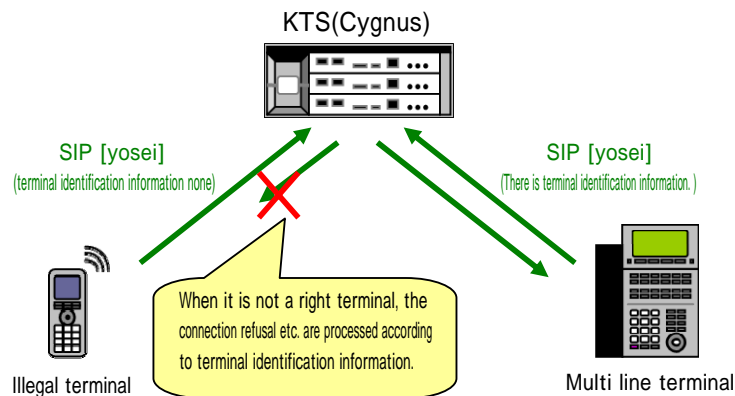 KTS(Cygnus)
SIP [yosei]
(terminal identification information none)
SIP [yosei]
(There is terminal identification information. )
When it is not a right terminal, the
connection refusal etc. are processed according
to terminal identification information.
Illegal terminal
Multi line terminal